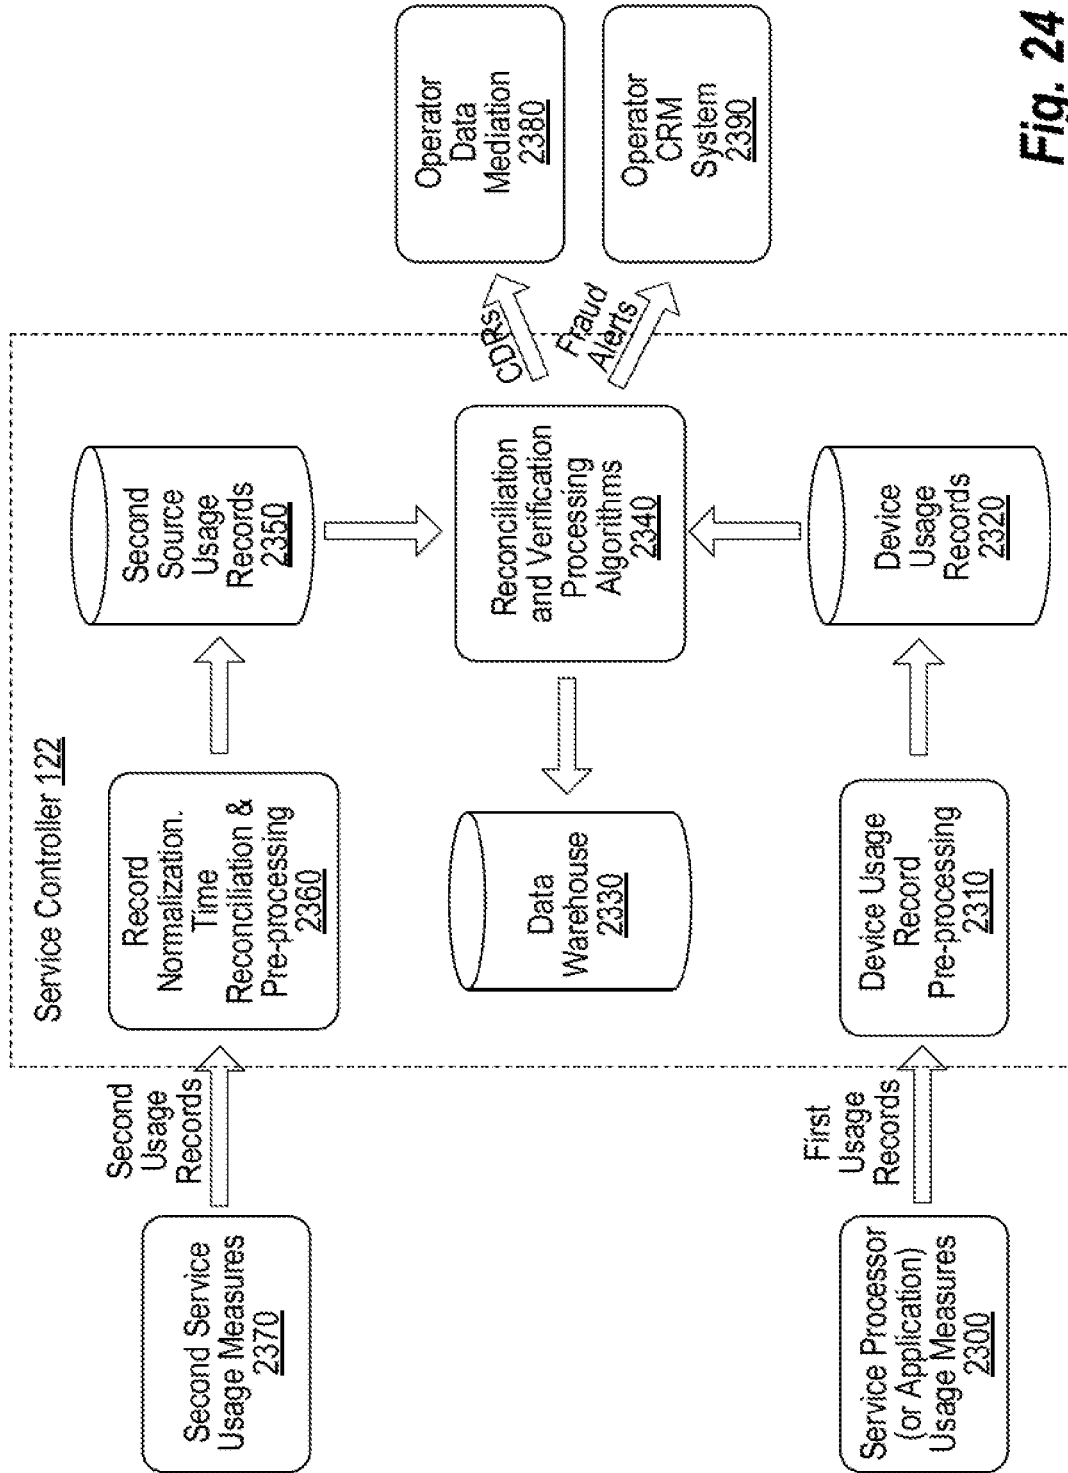 Service Controller 122
Second Service
Usage Measures
2370
Second
Usage
Records
Record
Normalization.
Time
Reconciliation &
Pre-processing
2360
Second
Source
Usage
Records
2350
Data
Warehouse
2330
Reconciliation
and Verification
Processing
Algorithms
2340
CDRs
Fraud
Alerts
Operator
Data
Mediation
2380
Operator
CRM
System
2390
Service Processor
(or Application)
Usage Measures
2300
First
Usage
Records
Device Usage
Record
Pre-processing
2310
Device
Usage
Records
2320
Fig. 24